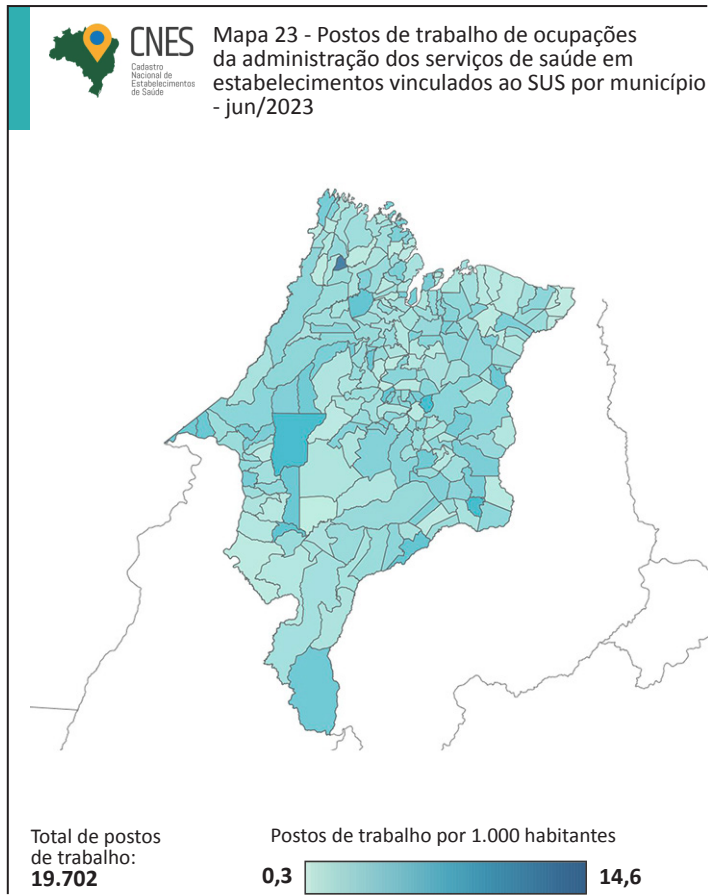 CNES
Cadastro
Nacional de
Estabelecimentos
de Saúde
Mapa 23 - Postos de trabalho de ocupações
da administração dos serviços de saúde em
estabelecimentos vinculados ao SUS por município
- jun/2023
Total de postos
de trabalho:
19.702
Postos de trabalho por 1.000 habitantes
0,3
14,6